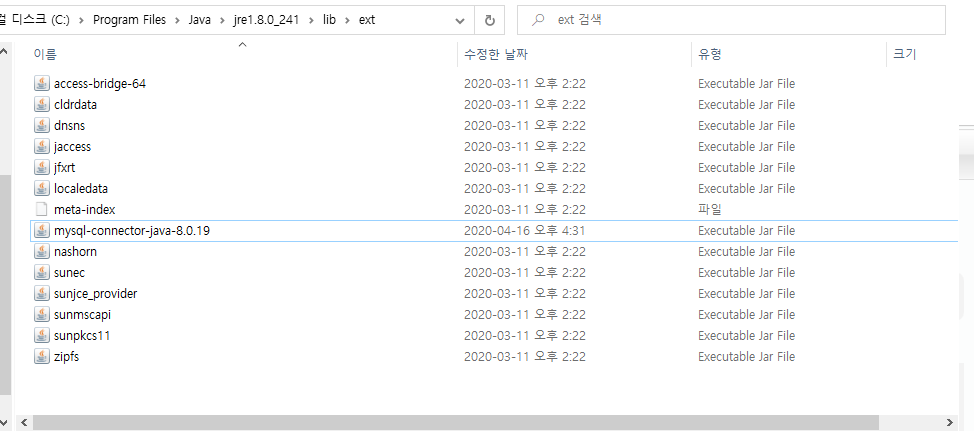 컬 디스크 (C:) > Program Files > Java > jre1.8.0_241 > lib > ext
ext 검색
이름 수정한 날짜 유형 크기
access-bridge-64 2020-03-11 오후 2:22 Executable Jar File
cldrdata 2020-03-11 오후 2:22 Executable Jar File
dnsns 2020-03-11 오후 2:22 Executable Jar File
jaccess 2020-03-11 오후 2:22 Executable Jar File
jfxrt 2020-03-11 오후 2:22 Executable Jar File
localedata 2020-03-11 오후 2:22 Executable Jar File
meta-index 2020-03-11 오후 2:22 파일
mysql-connector-java-8.0.19 2020-04-16 오후 4:31 Executable Jar File
nashorn 2020-03-11 오후 2:22 Executable Jar File
sunec 2020-03-11 오후 2:22 Executable Jar File
sunjce_provider 2020-03-11 오후 2:22 Executable Jar File
sunmscapi 2020-03-11 오후 2:22 Executable Jar File
sunpkcs11 2020-03-11 오후 2:22 Executable Jar File
zipfs 2020-03-11 오후 2:22 Executable Jar File